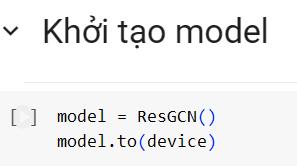 Khởi tạo model
[ ] model = ResGCN()
model.to(device)